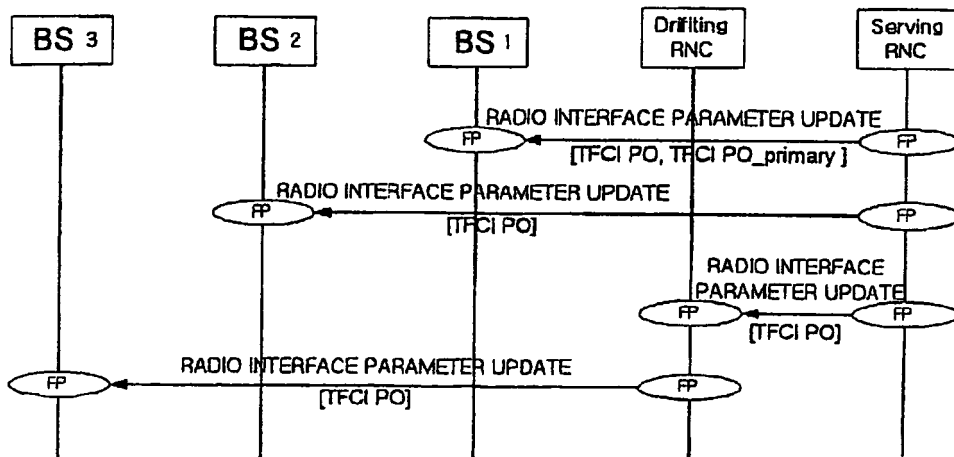 BS 3
BS 2
BS 1
Drifiting
RNC
Serving
RNC
RADIO INTERFACE PARAMETER UPDATE
FP
FP
[TFCI PO, TFCI PO_primary ]
RADIO INTERFACE PARAMETER UPDATE
FP
FP
[TFCI PO]
RADIO INTERFACE
PARAMETER UPDATE
FP
FP
[TFCI PO]
RADIO INTERFACE PARAMETER UPDATE
FP
FP
[TFCI PO]